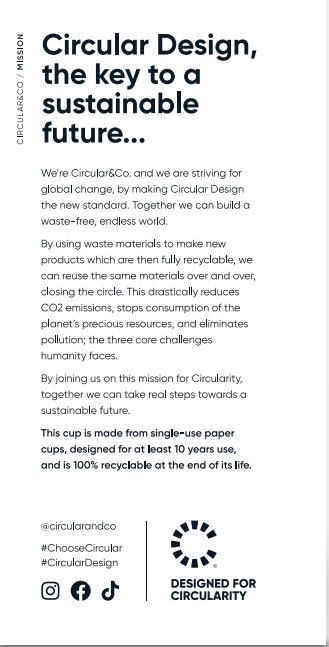 CIRCULAR&CO / MISSION
Circular Design,
the key to a
sustainable
future...
We're Circular&Co. and we are striving for
global change, by making Circular Design
the new standard. Together we can build a
waste-free, endless world.
By using waste materials to make new
products which are then fully recyclable, we
can reuse the same materials over and over,
closing the circle. This drastically reduces
CO2 emissions, stops consumption of the
planet's precious resources, and eliminates
pollution; the three core challenges
humanity faces.
By joining us on this mission for Circularity,
together we can take real steps towards a
sustainable future.
This cup is made from single-use paper
cups, designed for at least 10 years use,
and is 100% recyclable at the end of its life.
@circularandco
#ChooseCircular
#CircularDesign
®
DESIGNED FOR
CIRCULARITY